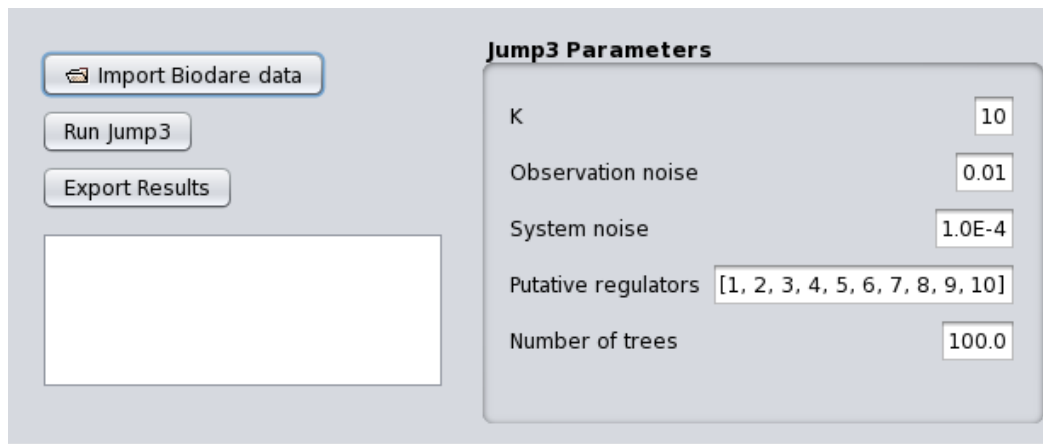 Import Biodare data
Run Jump3
Export Results
Jump3 Parameters
K 10
Observation noise 0.01
System noise 1.0E-4
Putative regulators [1, 2, 3, 4, 5, 6, 7, 8, 9, 10]
Number of trees 100.0